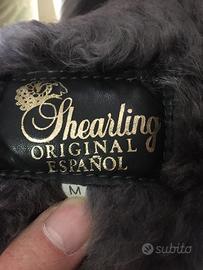 Shearling
ORIGINAL
ESPAÑOL
M
subito